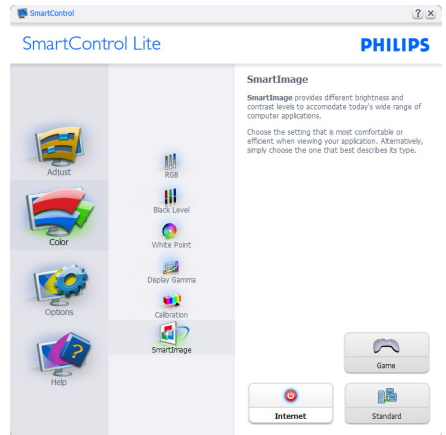 SmartControl
SmartControl Lite
PHILIPS
Adjust
Color
Options
Help
RGB
Black Level
White Point
Display Gamma
Calibration
SmartImage
SmartImage
SmartImage provides different brightness and
contrast levels to accomodate today's wide range of
computer applications.
Choose the setting that is most comfortable or
efficient when viewing your application. Alternatively,
simply choose the one that best describes its type.
Game
Internet
Standard